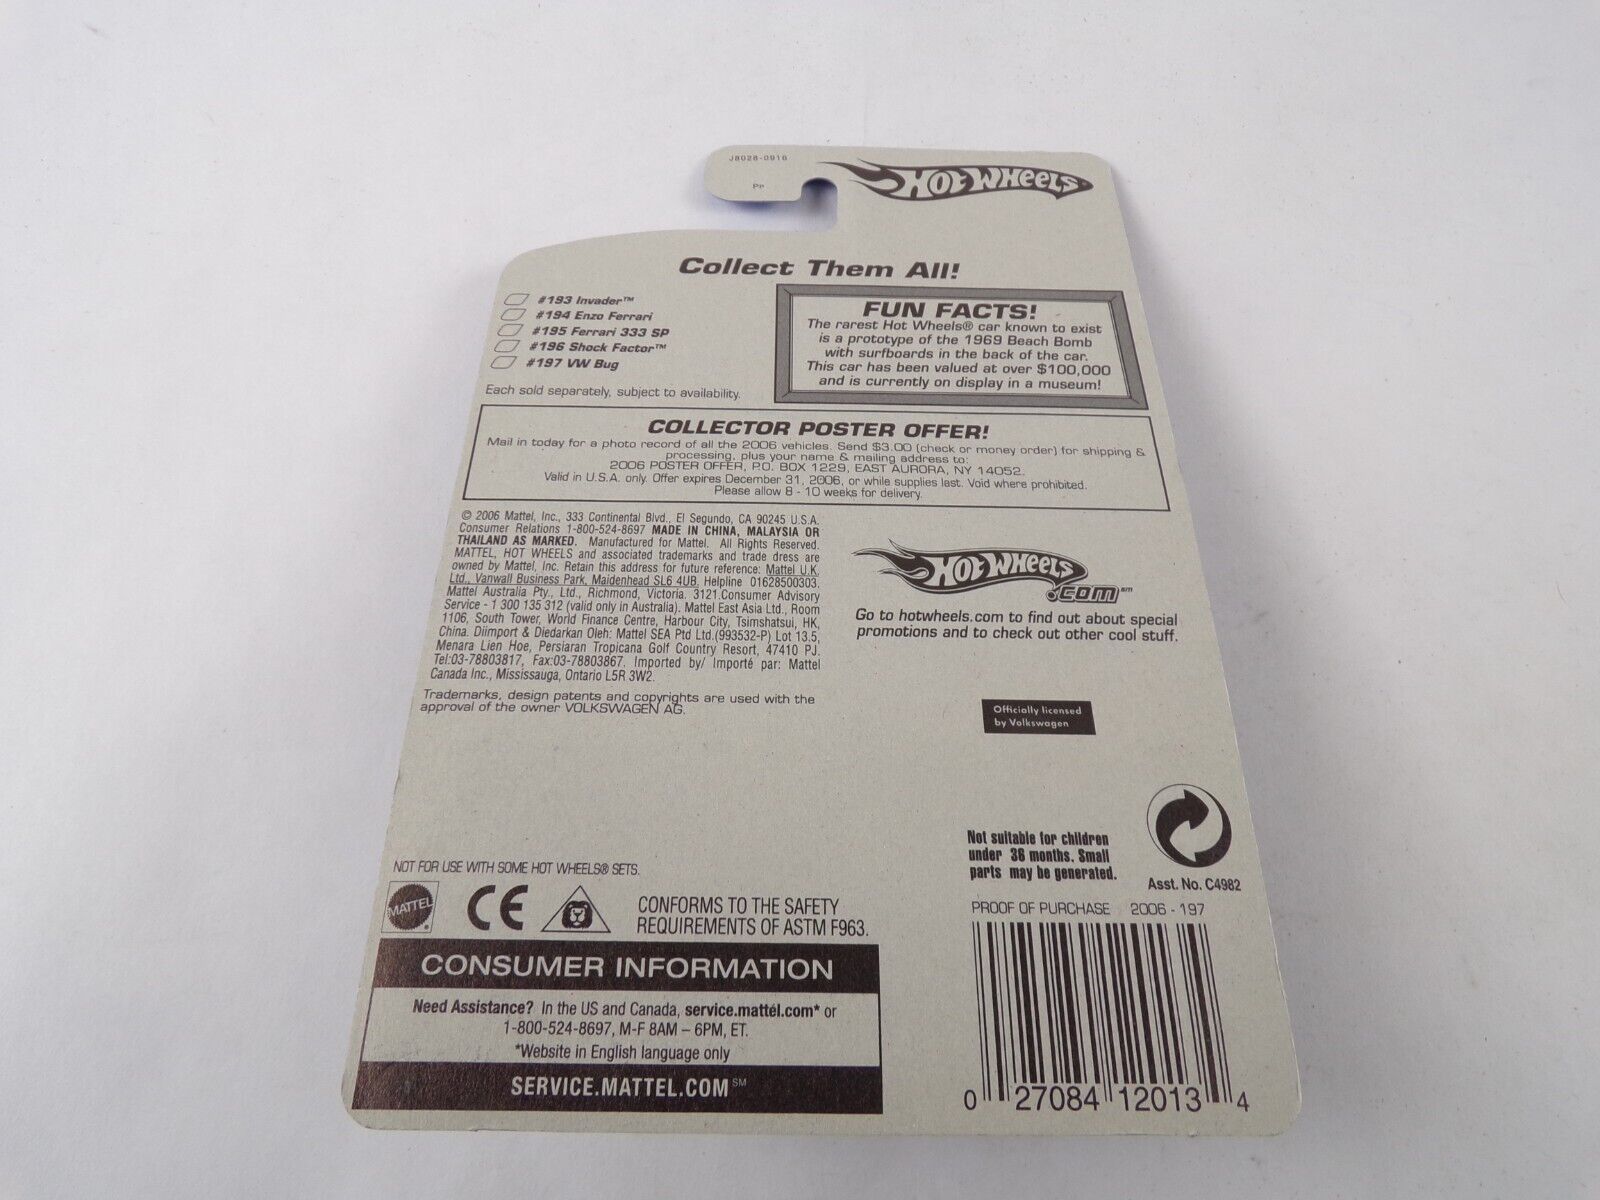 J8028-0916
PP
HOT WHEELS
Collect Them All!
#193 Invader™
#194 Enzo Ferrari
#195 Ferrari 333 SP
#196 Shock Factor™
#197 VW Bug
Each sold separately, subject to availability.
FUN FACTS!
The rarest Hot Wheels® car known to exist
is a prototype of the 1969 Beach Bomb
with surfboards in the back of the car.
This car has been valued at over $100,000
and is currently on display in a museum!
COLLECTOR POSTER OFFER!
Mail in today for a photo record of all the 2006 vehicles. Send $3.00 (check or money order) for shipping &
processing, plus your name & mailing address to:
2006 POSTER OFFER, P.O. BOX 1229, EAST AURORA, NY 14052.
Valid in U.S.A. only. Offer expires December 31, 2006, or while supplies last. Void where prohibited.
Please allow 8 - 10 weeks for delivery.
© 2006 Mattel, Inc., 333 Continental Blvd., El Segundo, CA 90245 U.S.A.
Consumer Relations 1-800-524-8697 MADE IN CHINA, MALAYSIA OR
THAILAND AS MARKED. Manufactured for Mattel. All Rights Reserved.
MATTEL, HOT WHEELS and associated trademarks and trade dress are
owned by Mattel, Inc. Retain this address for future reference: Mattel U.K.
Ltd., Vanwall Business Park, Maidenhead SL6 4UB. Helpline 01628500303.
Mattel Australia Pty., Ltd., Richmond, Victoria. 3121.Consumer Advisory
Service - 1 300 135 312 (valid only in Australia). Mattel East Asia Ltd., Room
1106, South Tower, World Finance Centre, Harbour City, Tsimshatsui, HK,
China. Diimport & Diedarkan Oleh: Mattel SEA Ptd Ltd.(993532-P) Lot 13.5,
Menara Lien Hoe, Persiaran Tropicana Golf Country Resort, 47410 PJ.
Tel:03-78803817, Fax:03-78803867. Imported by/ Importé par: Mattel
Canada Inc., Mississauga, Ontario L5R 3W2.
Trademarks, design patents and copyrights are used with the
approval of the owner VOLKSWAGEN AG.
HOT WHEELS
.com℠
Go to hotwheels.com to find out about special
promotions and to check out other cool stuff.
Officially licensed
by Volkswagen
Not suitable for children
under 36 months. Small
parts may be generated.
Asst. No. C4982
NOT FOR USE WITH SOME HOT WHEELS® SETS.
MATTEL®
CE
CONFORMS TO THE SAFETY
REQUIREMENTS OF ASTM F963.
CONSUMER INFORMATION
Need Assistance? In the US and Canada, service.mattel.com* or
1-800-524-8697, M-F 8AM – 6PM, ET.
*Website in English language only
SERVICE.MATTEL.COM℠
PROOF OF PURCHASE 2006 - 197
0 27084 12013 4